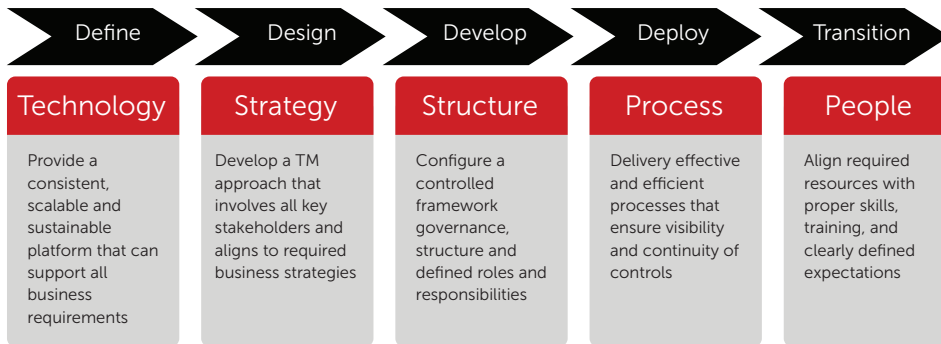 Define
Design
Develop
Deploy
Transition
Technology
Provide a
consistent,
scalable and
sustainable
platform that can
support all
business
requirements
Strategy
Develop a TM
approach that
involves all key
stakeholders and
aligns to required
business strategies
Structure
Configure a
controlled
framework
governance,
structure and
defined roles and
responsibilities
Process
Delivery effective
and efficient
processes that
ensure visibility
and continuity of
controls
People
Align required
resources with
proper skills,
training, and
clearly defined
expectations